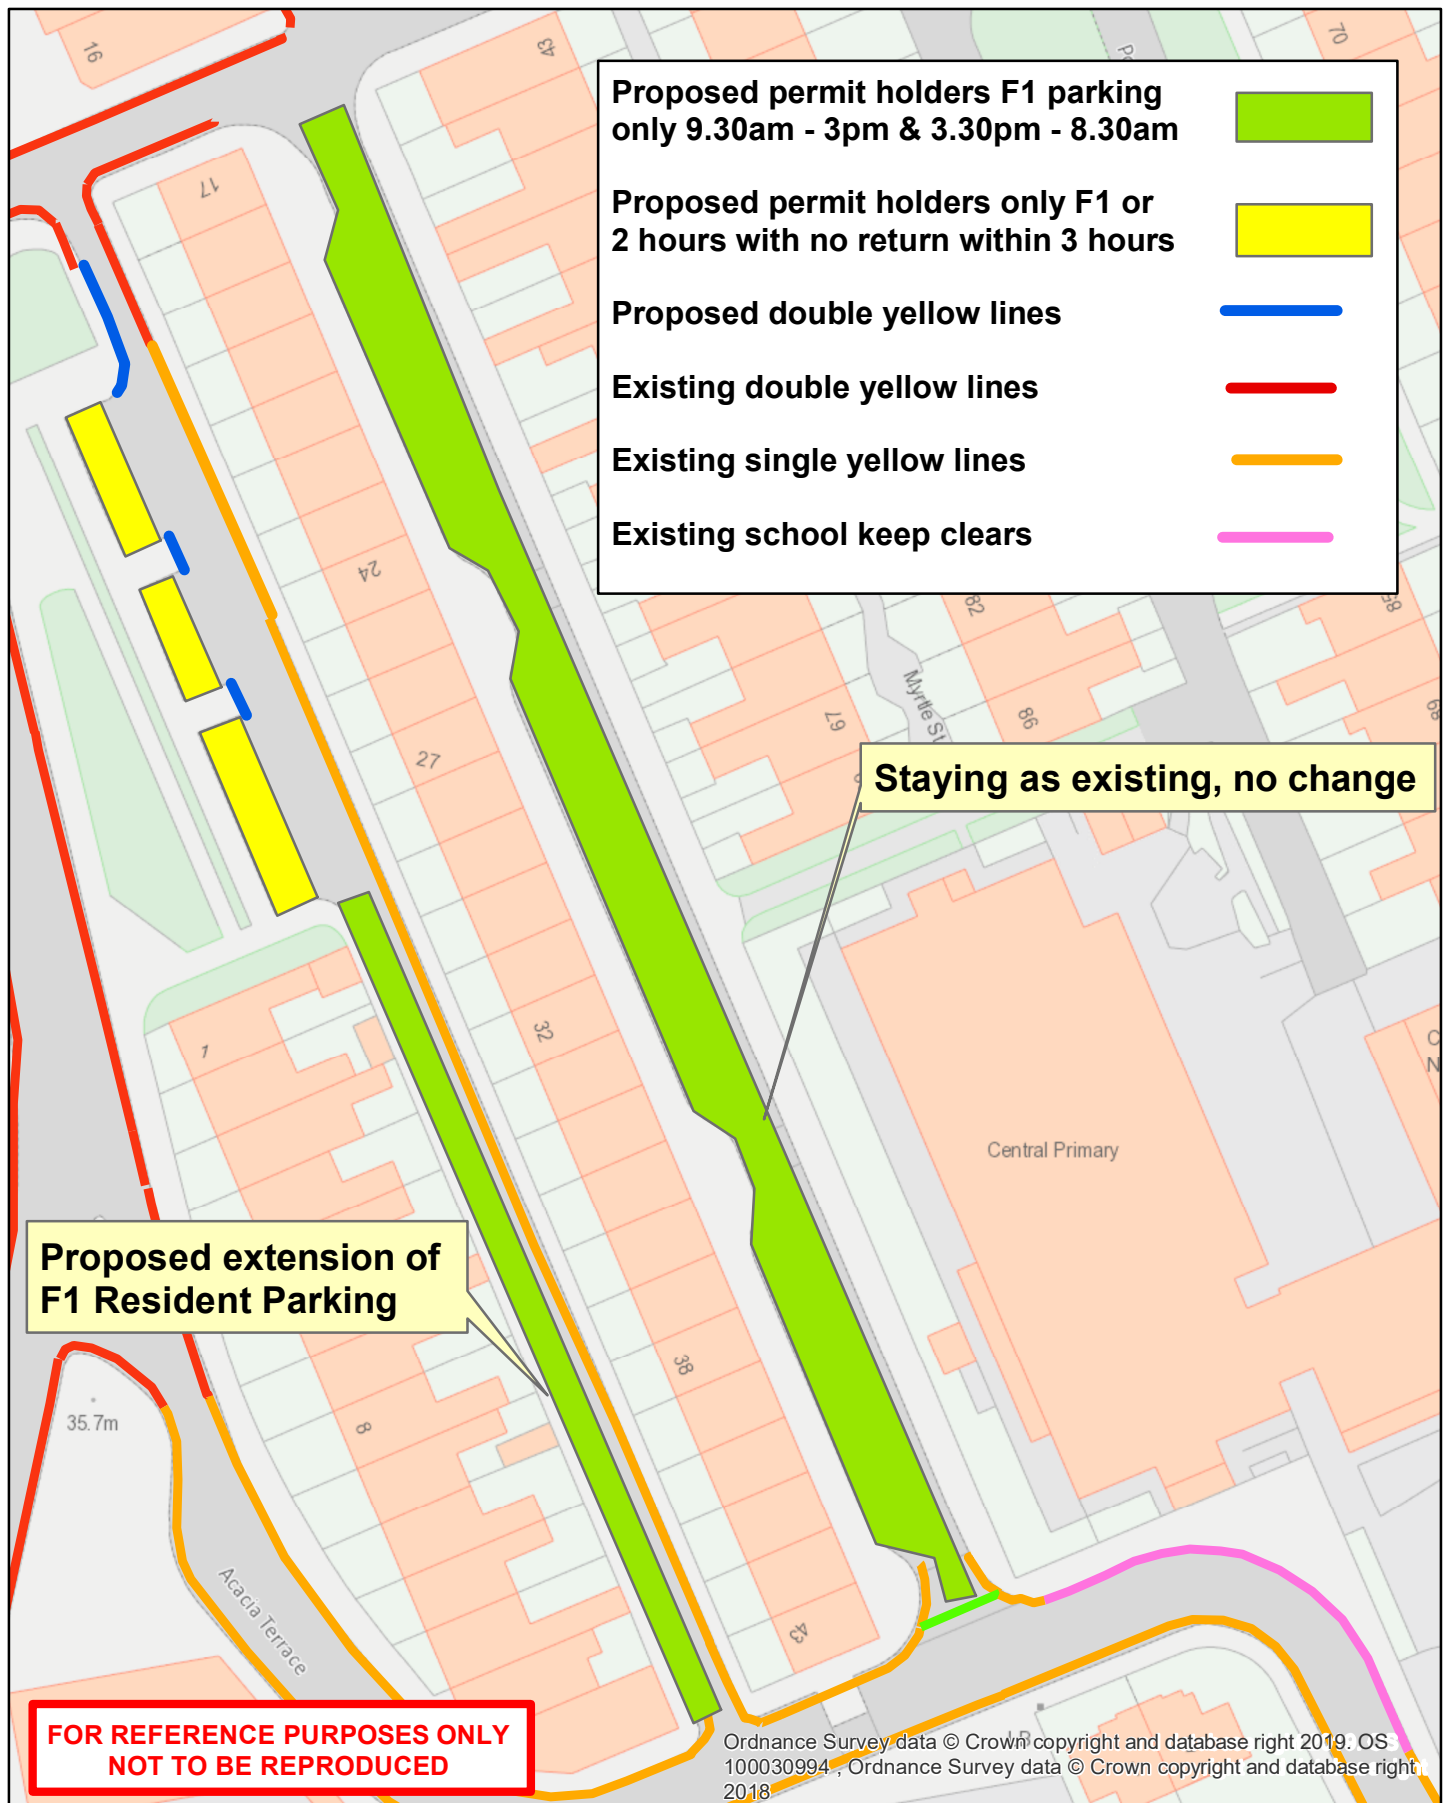 16
43
70
Proposed permit holders F1 parking
only 9.30am - 3pm & 3.30pm - 8.30am
Proposed permit holders only F1 or
2 hours with no return within 3 hours
Proposed double yellow lines
Existing double yellow lines
Existing single yellow lines
Existing school keep clears
17
24
82
85
Myrtle St
67
86
89
27
Staying as existing, no change
32
1
Central Primary
Proposed extension of
F1 Resident Parking
38
35.7m
8
Acacia Terrace
43
FOR REFERENCE PURPOSES ONLY
NOT TO BE REPRODUCED
LB
Ordnance Survey data © Crown copyright and database right 2019. OS
100030994 , Ordnance Survey data © Crown copyright and database right
2018